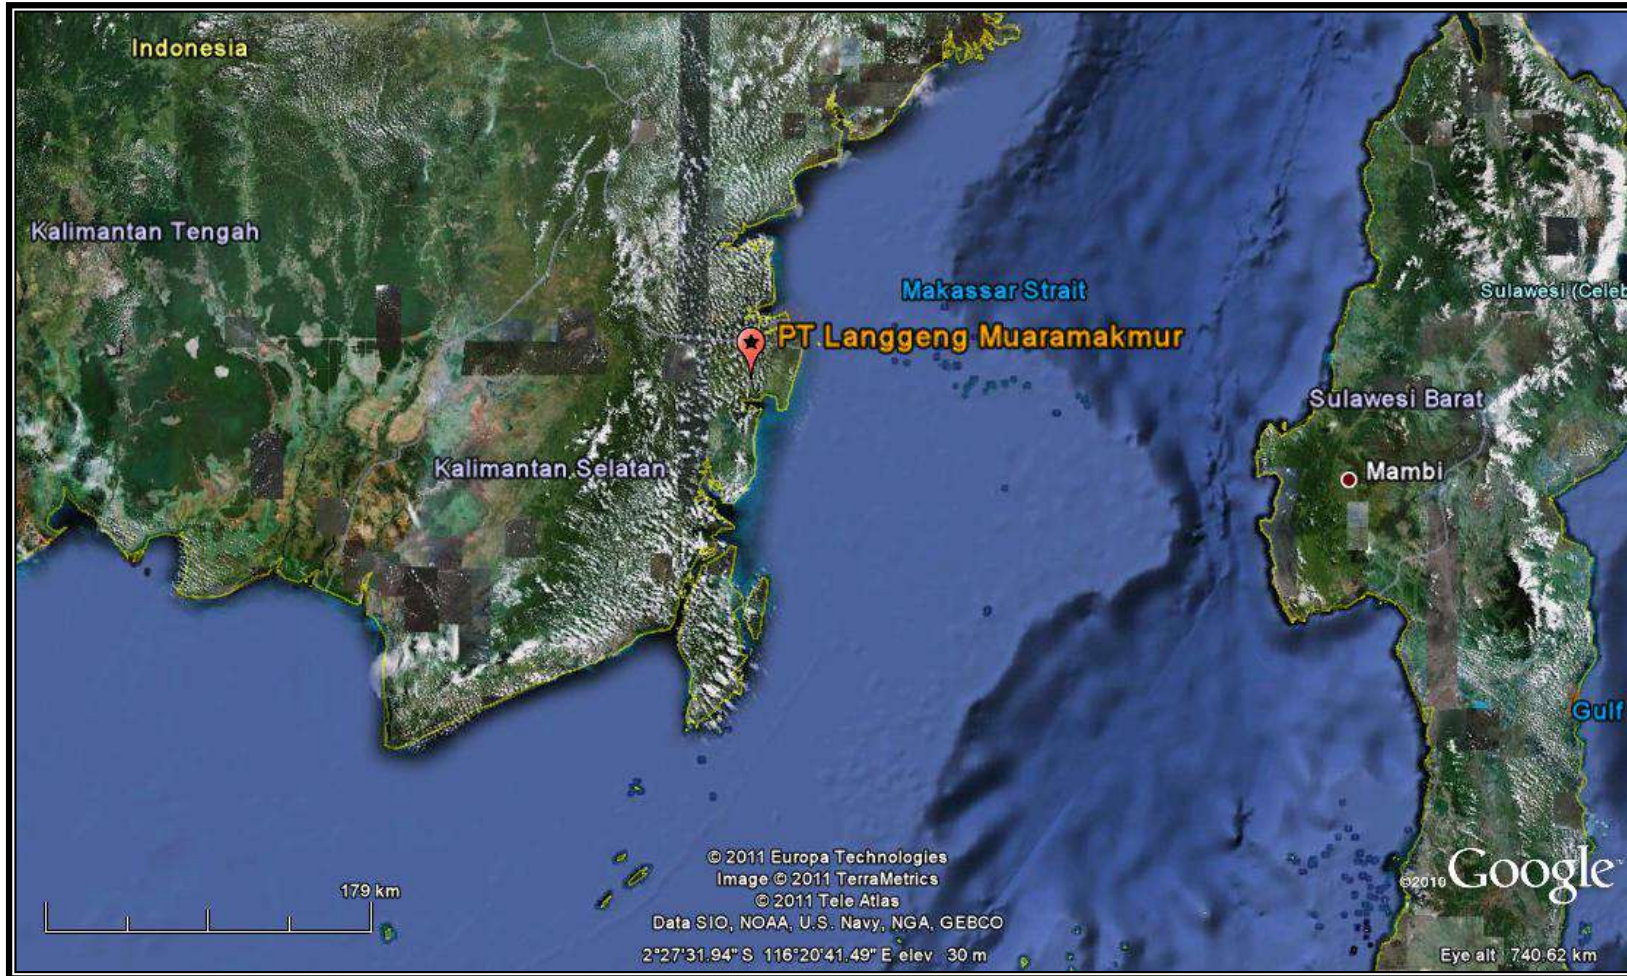 Indonesia
Kalimantan Tengah
Makassar Strait
Sulawesi (Celeb
PT.Langgeng Muaramakmur
Sulawesi Barat
Kalimantan Selatan
Mambi
Gulf
© 2011 Europa Technologies
Image © 2011 TerraMetrics
© 2011 Tele Atlas
Data SIO, NOAA, U.S. Navy, NGA, GEBCO
179 km
©2010 Google
2°27'31.94" S 116°20'41.49" E elev 30 m
Eye alt 740.62 km